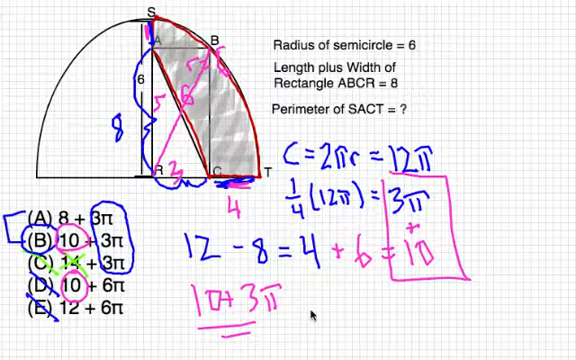 S
A
B
6
5
6
8
R
3
C
T
4
Radius of semicircle = 6
Length plus Width of
Rectangle ABCR = 8
Perimeter of SACT = ?
C = 2πr = 12π
1/4 (12π) = 3π
+
12 - 8 = 4 + 6 = 10
10 + 3π
(A) 8 + 3π
(B) 10 + 3π
(C) 14 + 3π
(D) 10 + 6π
(E) 12 + 6π